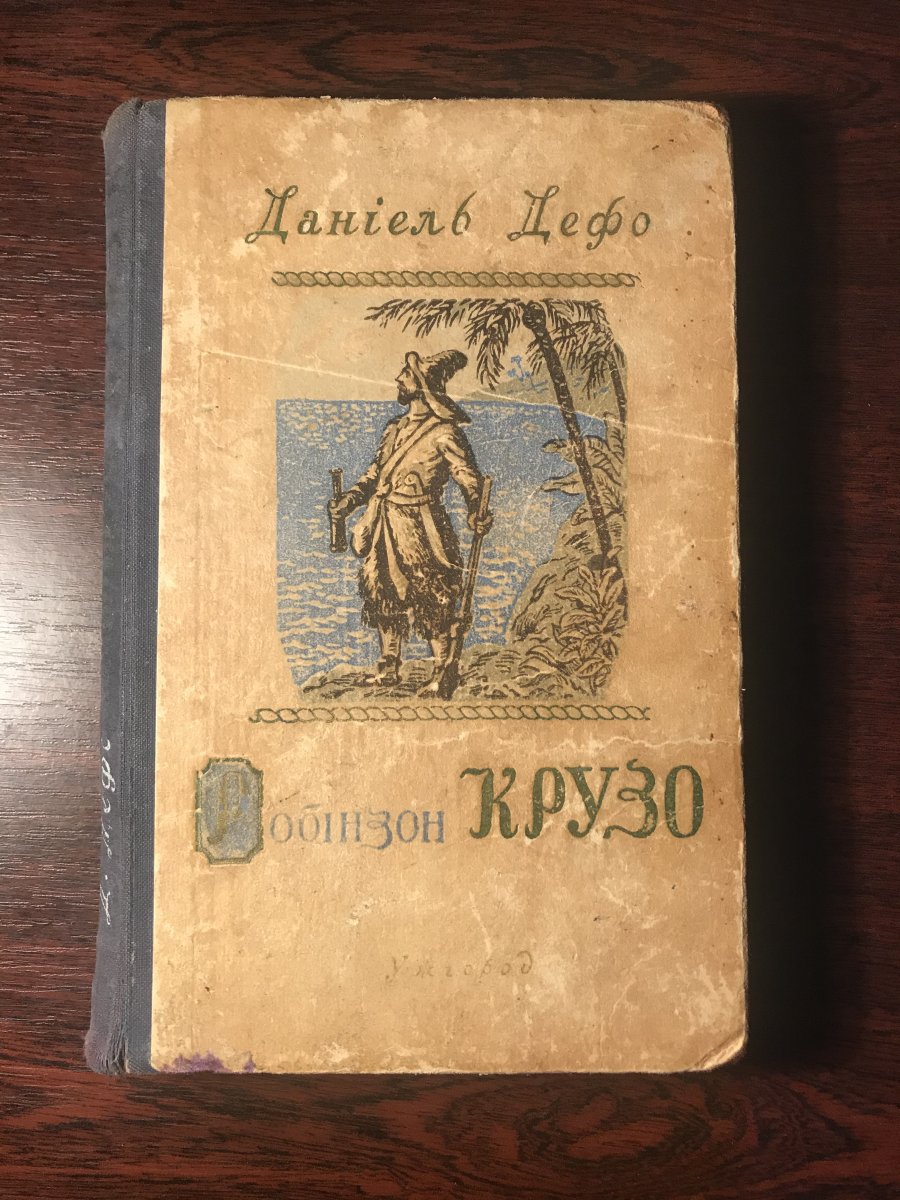 Даніель Дефо
Робінзон КРУЗО
Ужгород
Д. Дефо